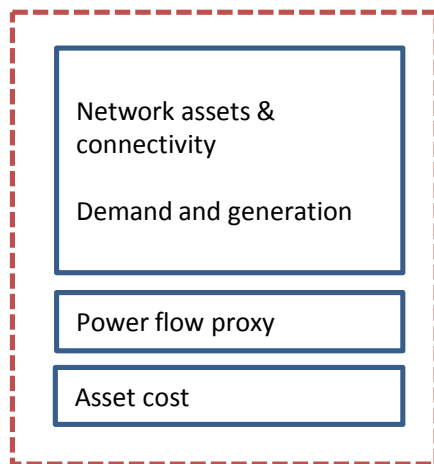 Network assets &
connectivity
Demand and generation
Power flow proxy
Asset cost